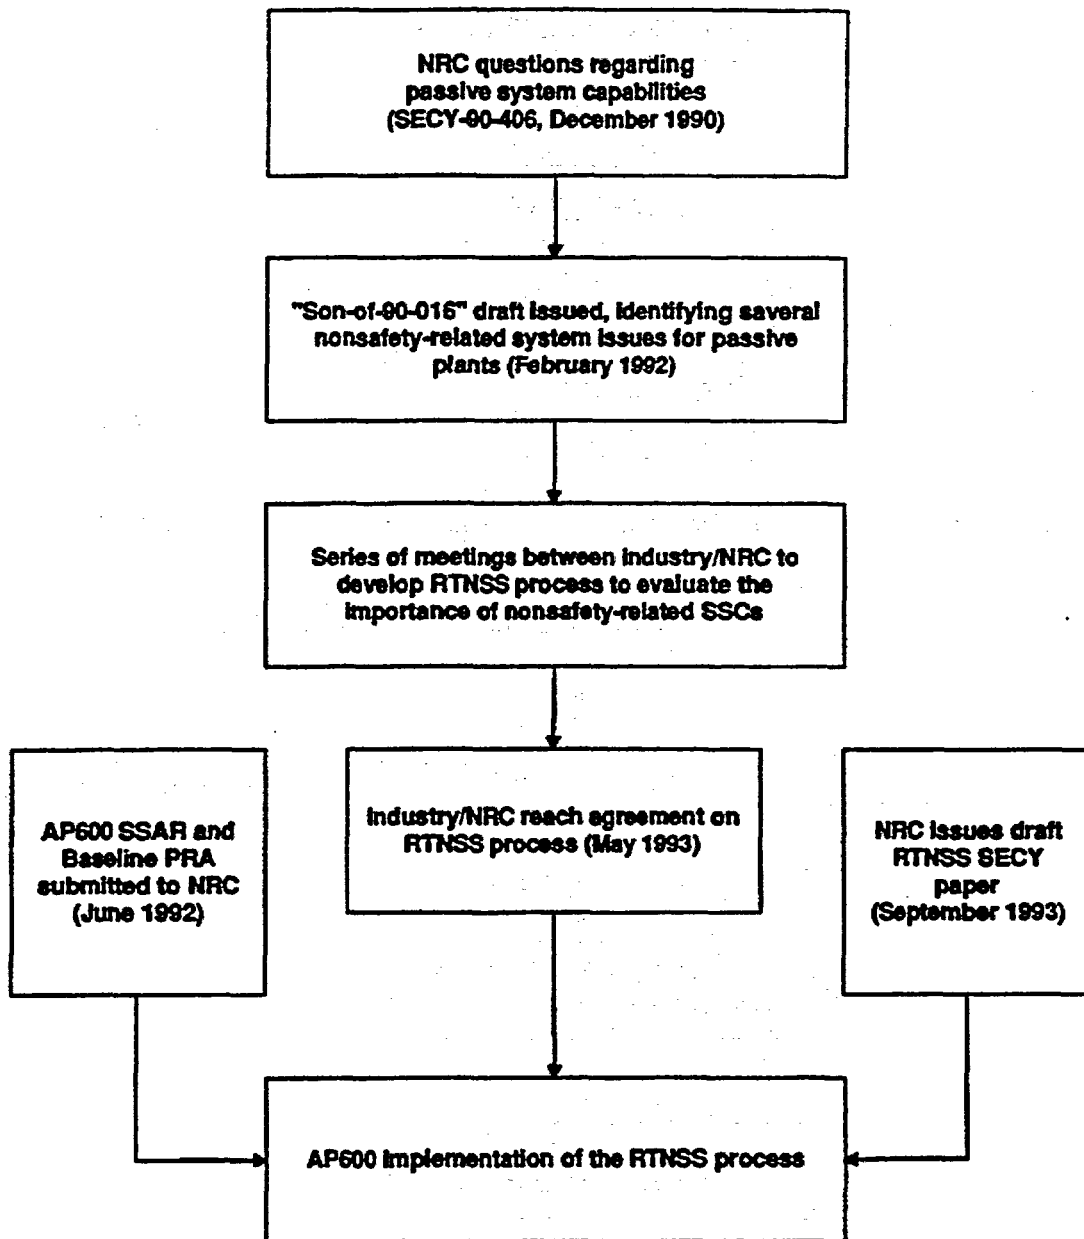 NRC questions regarding
passive system capabilities
(SECY-90-406, December 1990)
"Son-of-90-016" draft issued, identifying several
nonsafety-related system issues for passive
plants (February 1992)
Series of meetings between industry/NRC to
develop RTNSS process to evaluate the
importance of nonsafety-related SSCs
AP600 SSAR and
Baseline PRA
submitted to NRC
(June 1992)
Industry/NRC reach agreement on
RTNSS process (May 1993)
NRC issues draft
RTNSS SECY
paper
(September 1993)
AP600 implementation of the RTNSS process